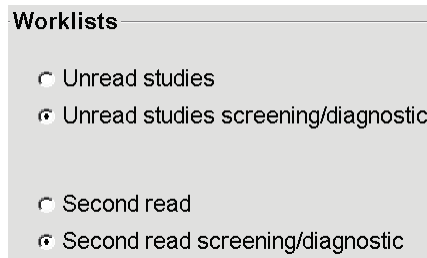 Worklists
Unread studies
Unread studies screening/diagnostic
Second read
Second read screening/diagnostic